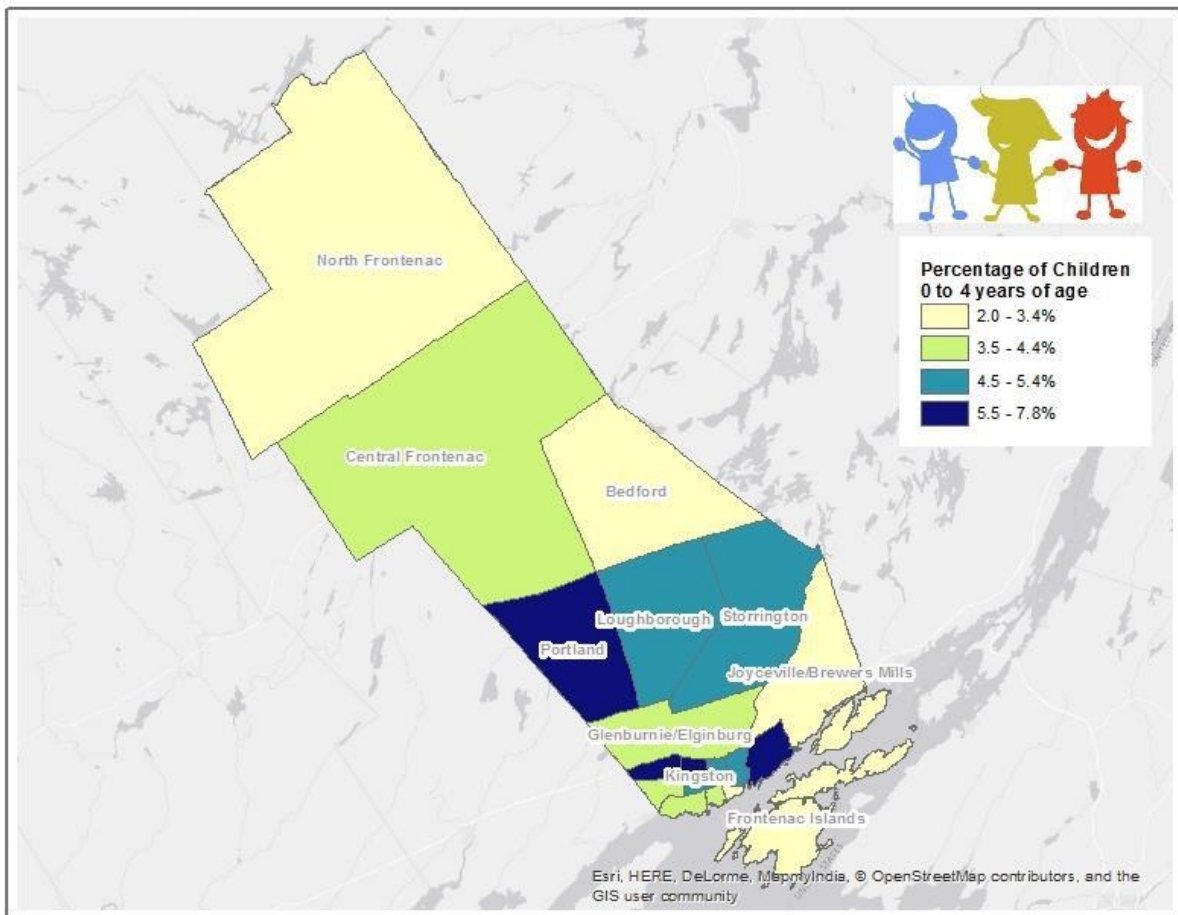 North Frontenac
Percentage of Children
0 to 4 years of age
2.0 - 3.4%
3.5 - 4.4%
4.5 - 5.4%
5.5 - 7.8%
Central Frontenac
Bedford
Loughborough
Storrington
Portland
Joyceville/Brewers Mills
Glenburnie/Elginburg
Kingston
Frontenac Islands
Esri, HERE, DeLorme, MapmyIndia, © OpenStreetMap contributors, and the
GIS user community